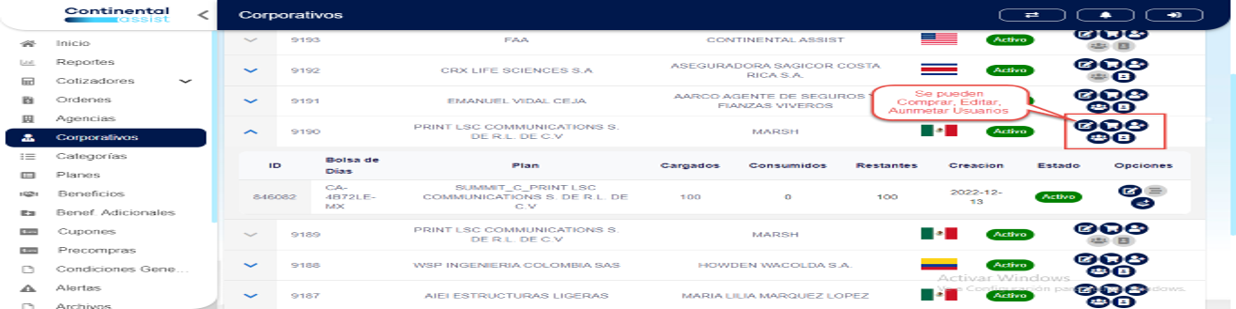 Continental
assist
Corporativos
Inicio
Reportes
Cotizadores
Ordenes
Agencias
Corporativos
Categorías
Planes
Beneficios
Benef. Adicionales
Cupones
Precompras
Condiciones Gene...
Alertas
Archivos
9193 FAA CONTINENTAL ASSIST Activo
9192 CRX LIFE SCIENCES S.A ASEGURADORA SAGICOR COSTA RICA S.A. Activo
9191 EMANUEL VIDAL CEJA AARCO AGENTE DE SEGUROS Y
FIANZAS VIVEROS
Se pueden
Comprar, Editar,
Aunmetar Usuarios
9190 PRINT LSC COMMUNICATIONS S.
DE R.L. DE C.V MARSH Activo
ID Bolsa de
Dias Plan Cargados Consumidos Restantes Creacion Estado Opciones
846082 CA-
4B72LE-
MX SUMMIT_C_PRINT LSC
COMMUNICATIONS S. DE R.L. DE
C.V 100 0 100 2022-12-
13 Activo
9189 PRINT LSC COMMUNICATIONS S.
DE R.L. DE C.V MARSH Activo
9188 WSP INGENIERIA COLOMBIA SAS HOWDEN WACOLDA S.A. Activo
Activar Windows
9187 AIEI ESTRUCTURAS LIGERAS MARIA LILIA MARQUEZ LOPEZ Activo